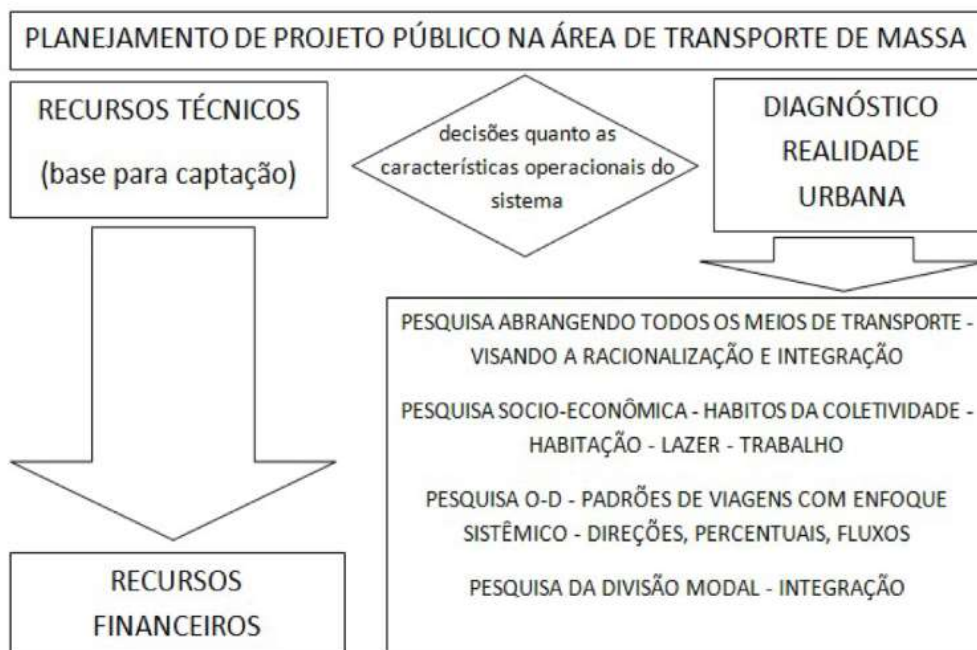 PLANEJAMENTO DE PROJETO PÚBLICO NA ÁREA DE TRANSPORTE DE MASSA
RECURSOS TÉCNICOS
(base para captação)
decisões quanto as
características operacionais do
sistema
DIAGNÓSTICO
REALIDADE
URBANA
PESQUISA ABRANGENDO TODOS OS MEIOS DE TRANSPORTE -
VISANDO A RACIONALIZAÇÃO E INTEGRAÇÃO
PESQUISA SOCIO-ECONÔMICA - HABITOS DA COLETIVIDADE -
HABITAÇÃO - LAZER - TRABALHO
PESQUISA O-D - PADRÕES DE VIAGENS COM ENFOQUE
SISTÊMICO - DIREÇÕES, PERCENTUAIS, FLUXOS
PESQUISA DA DIVISÃO MODAL - INTEGRAÇÃO
RECURSOS
FINANCEIROS